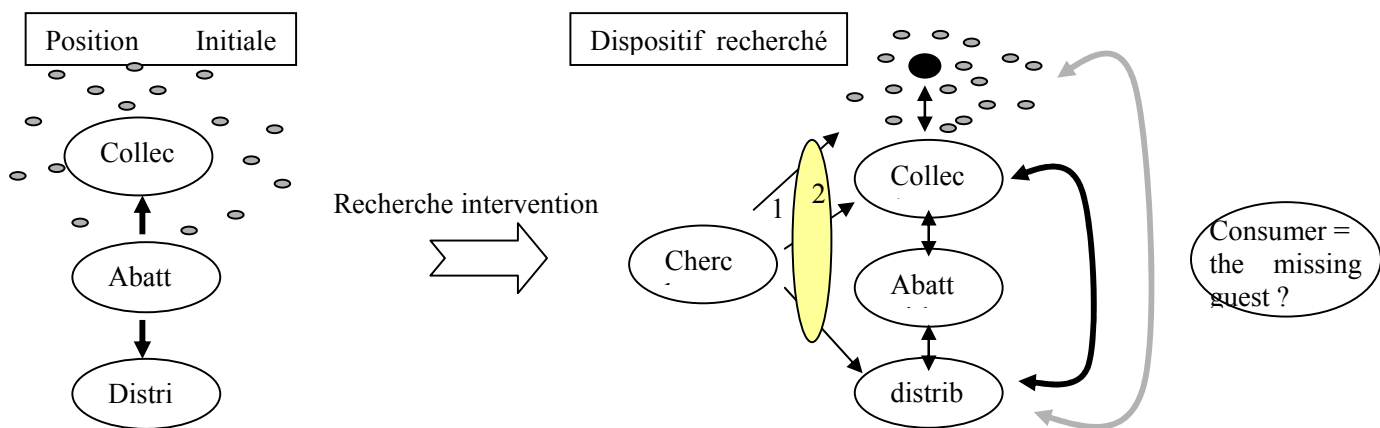 Position Initiale
Collec
Abatt
Distri
Recherche intervention
Dispositif recherché
1
2
Cherc
Collec
Abatt
distrib
Consumer =
the missing
guest ?